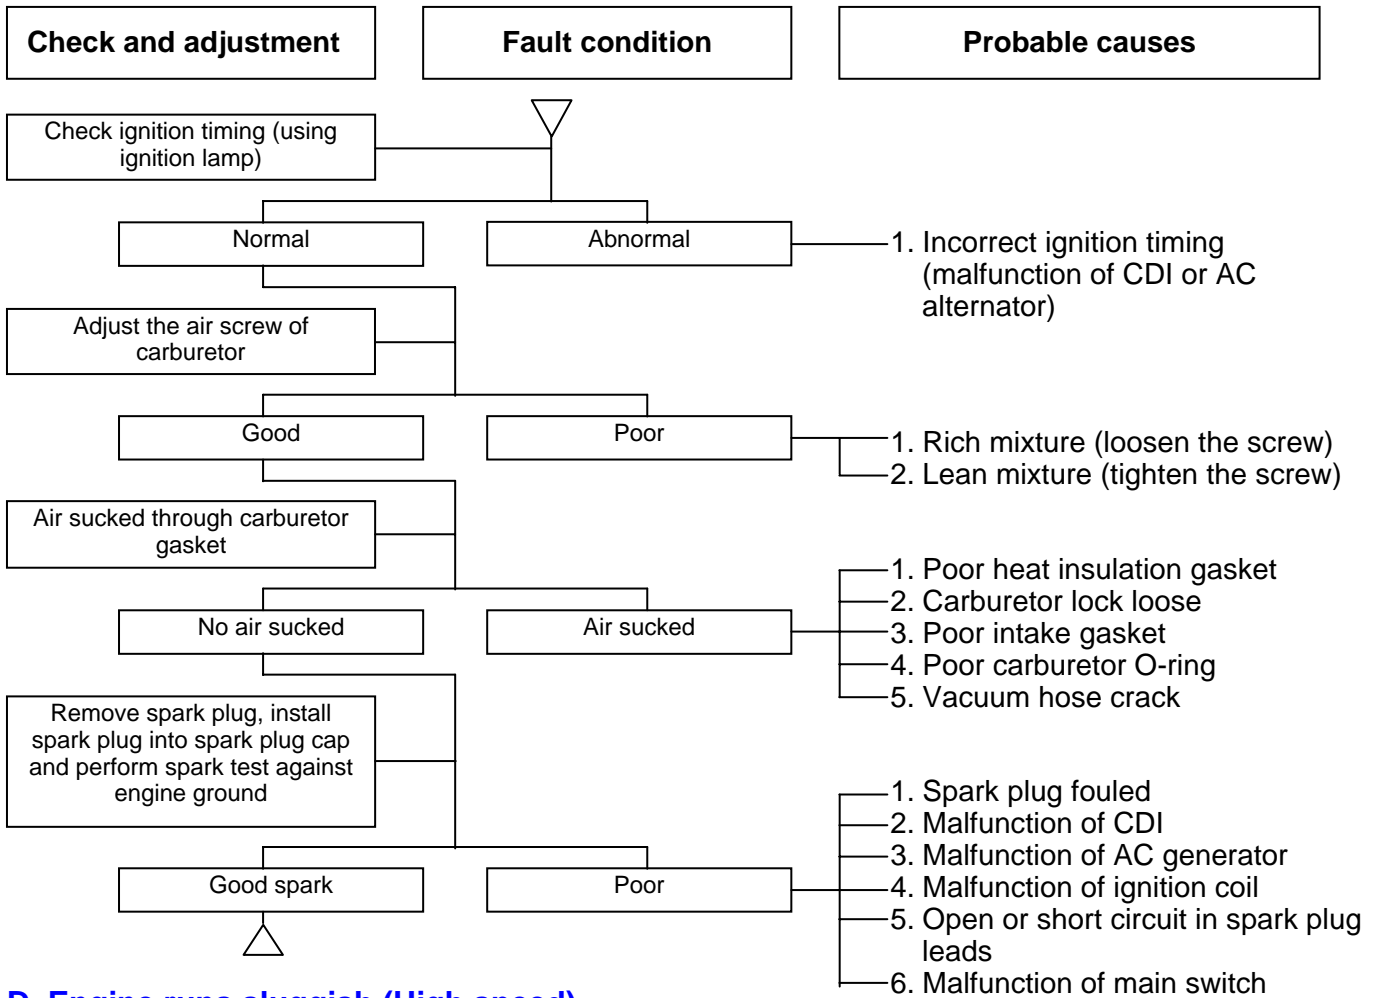 Check and adjustment
Fault condition
Probable causes
Check ignition timing (using
ignition lamp)
Normal
Abnormal
1. Incorrect ignition timing
(malfunction of CDI or AC
alternator)
Adjust the air screw of
carburetor
Good
Poor
1. Rich mixture (loosen the screw)
2. Lean mixture (tighten the screw)
Air sucked through carburetor
gasket
No air sucked
Air sucked
1. Poor heat insulation gasket
2. Carburetor lock loose
3. Poor intake gasket
4. Poor carburetor O-ring
5. Vacuum hose crack
Remove spark plug, install
spark plug into spark plug cap
and perform spark test against
engine ground
Good spark
Poor
1. Spark plug fouled
2. Malfunction of CDI
3. Malfunction of AC generator
4. Malfunction of ignition coil
5. Open or short circuit in spark plug
leads
6. Malfunction of main switch
D. Engine runs sluggish (High speed)